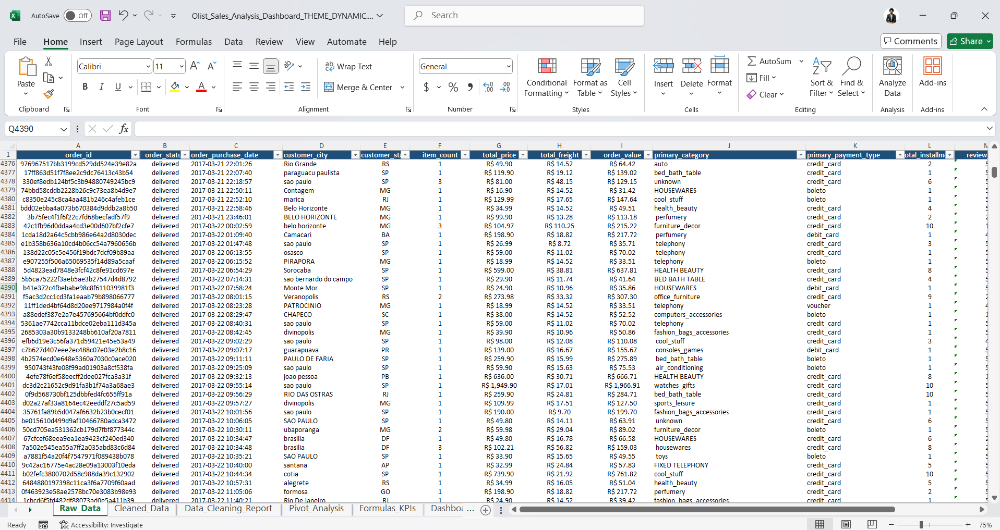 AutoSave Off Olist_Sales_Analysis_Dashboard_THEME_DYNAMIC.... Search
File Home Insert Page Layout Formulas Data Review View Automate Help Comments Share
Paste Calibri 11 Wrap Text General Conditional Formatting Format as Table Cell Styles Insert Delete Format AutoSum Fill Clear Sort & Filter Find & Select Analyze Data Add-ins
B I U Merge & Center $ % 9
Clipboard Font Alignment Number Styles Cells Editing Analysis Add-ins
Q4390 fx
A B C D E F G H I J K L
1 order_id order_statu order_purchase_date customer_city customer_sta item_count total_price total_freight order_value primary_category primary_payment_type otal_installm review
4376 976967517bb3199cd529dd524e39e82a delivered 2017-03-21 22:01:26 Rio Grande RS 1 R$ 49.90 R$ 14.52 R$ 64.42 auto credit_card 2
4377 17ff863d51f7f8ee2c9dc76413c43b54 delivered 2017-03-21 22:07:40 paraguacu paulista SP 1 R$ 119.90 R$ 19.12 R$ 139.02 bed_bath_table credit_card 1
4378 330ef8edb124bf5c3b94880749245bc9 delivered 2017-03-21 22:18:57 sao paulo SP 3 R$ 81.00 R$ 48.15 R$ 129.15 unknown credit_card 6
4379 74bbd58cddb2228b26c9c73ea8b4d9e7 delivered 2017-03-21 22:50:11 Contagem MG 1 R$ 16.90 R$ 14.52 R$ 31.42 HOUSEWARES boleto 1
4380 c8350e245c8ca4aa481b246c4afeb1ce delivered 2017-03-21 22:52:10 marica RJ 1 R$ 129.99 R$ 17.65 R$ 147.64 cool_stuff boleto 1
4381 bdd02ebba4a073b670384d9ddb2a8b50 delivered 2017-03-21 22:58:46 Belo Horizonte MG 1 R$ 34.99 R$ 14.52 R$ 49.51 health_beauty credit_card 4
4382 3b75fec4f1f6f22c7fd68becfadf57f9 delivered 2017-03-21 23:46:01 BELO HORIZONTE MG 1 R$ 99.90 R$ 13.28 R$ 113.18 perfumery credit_card 2
4383 42c1fb96d0ddaa4cd3e00d607bf2cfe7 delivered 2017-03-22 00:02:59 belo horizonte MG 3 R$ 104.97 R$ 110.25 R$ 215.22 furniture_decor credit_card 10
4384 1cda18d2a64c5cbb986e64a2d8030dec delivered 2017-03-22 01:09:40 Camacari BA 1 R$ 198.90 R$ 18.82 R$ 217.72 perfumery debit_card 1
4385 e1b358b636a10cd4b06cc54a7960656b delivered 2017-03-22 01:47:48 sao paulo SP 1 R$ 26.99 R$ 8.72 R$ 35.71 telephony credit_card 3
4386 138d22c05c5e456f19bdc7dcf09b89aa delivered 2017-03-22 06:13:55 osasco SP 1 R$ 59.00 R$ 11.02 R$ 70.02 telephony credit_card 1
4387 e907255f506a65069535f14d89a5caaf delivered 2017-03-22 06:15:52 PIRAPORA MG 1 R$ 18.99 R$ 14.52 R$ 33.51 telephony boleto 1
4388 5d4823ead7848e3fcf42c8fe91cd697e delivered 2017-03-22 06:54:29 Sorocaba SP 1 R$ 599.00 R$ 38.81 R$ 637.81 HEALTH BEAUTY credit_card 8
4389 5b5ca75222f3aeb5ae3b27547d4d8792 delivered 2017-03-22 07:14:31 sao bernardo do campo SP 1 R$ 29.90 R$ 11.74 R$ 41.64 BED BATH TABLE credit_card 4
4390 b41e372c4fbebabe98c8f611039981f3 delivered 2017-03-22 07:58:24 Monte Mor SP 1 R$ 24.90 R$ 10.96 R$ 35.86 HOUSEWARES debit_card 1
4391 f5ac3d2cc1cd3fa1eaab79b898066777 delivered 2017-03-22 08:01:15 Veranopolis RS 2 R$ 273.98 R$ 33.32 R$ 307.30 office_furniture credit_card 9
4392 11ff1ded4bf64d8d20ee9717984a0f4f delivered 2017-03-22 08:23:28 PATROCINIO MG 1 R$ 18.99 R$ 14.52 R$ 33.51 telephony voucher 1
4393 a88edef387e2a7e457695664bf0ddfc0 delivered 2017-03-22 08:29:47 CHAPECO SC 1 R$ 38.00 R$ 14.52 R$ 52.52 computers_accessories boleto 1
4394 5361ae7742cca11bdce02eba111d345a delivered 2017-03-22 08:40:31 sao paulo SP 1 R$ 59.00 R$ 11.02 R$ 70.02 telephony credit_card 1
4395 2685303a30b9133248bb610af20a7811 delivered 2017-03-22 08:42:45 divinopolis MG 1 R$ 39.90 R$ 10.96 R$ 50.86 fashion_bags_accessories credit_card 1
4396 efb6d19e3c56fa371d59421e45e53a49 delivered 2017-03-22 09:02:29 sao paulo SP 1 R$ 98.00 R$ 12.08 R$ 110.08 cool_stuff credit_card 3
4397 c7b627d407eee2ec488c07e03e2b8c16 delivered 2017-03-22 09:07:17 guarapuava PR 1 R$ 139.00 R$ 16.67 R$ 155.67 consoles_games debit_card 1
4398 4b2574ecd0e648e5360a7030c0ace020 delivered 2017-03-22 09:11:11 PAULO DE FARIA SP 1 R$ 259.90 R$ 15.99 R$ 275.89 bed_bath_table boleto 1
4399 950743f43fe08f99ad01903a8cf538fa delivered 2017-03-22 09:25:09 sao paulo SP 1 R$ 59.90 R$ 15.63 R$ 75.53 air_conditioning boleto 1
4400 4efe78f6ef58eecff2dee027fca3a31f delivered 2017-03-22 09:32:13 joao pessoa PB 1 R$ 636.00 R$ 30.71 R$ 666.71 HEALTH BEAUTY credit_card 8
4401 dc3d2c21652c9d91fa3b1f74a3a68ae3 delivered 2017-03-22 09:55:14 sao paulo SP 1 R$ 1,949.90 R$ 17.01 R$ 1,966.91 watches_gifts credit_card 10
4402 0f9d568730bf125dbbfed4fc655ff91a delivered 2017-03-22 09:56:29 RIO DAS OSTRAS RJ 1 R$ 259.90 R$ 24.81 R$ 284.71 bed_bath_table credit_card 10
4403 d02a27af33a8164ec42eeddf27c5ad59 delivered 2017-03-22 09:57:27 divinopolis MG 1 R$ 109.99 R$ 17.51 R$ 127.50 sports_leisure credit_card 1
4404 35761fa89b5d047af6632b23b0cecf01 delivered 2017-03-22 10:01:56 sao paulo SP 1 R$ 190.00 R$ 9.70 R$ 199.70 fashion_bags_accessories credit_card 1
4405 be015610d499d9af10466780adca3472 delivered 2017-03-22 10:06:05 SAO PAULO SP 1 R$ 49.80 R$ 14.11 R$ 63.91 unknown credit_card 6
4406 50cd705ea531362cb179d7fbf877344c delivered 2017-03-22 10:30:11 ubaporanga MG 2 R$ 59.98 R$ 29.04 R$ 89.02 furniture_decor boleto 1
4407 67cfcef68eea9ea1ea9423cf240ed340 delivered 2017-03-22 10:34:47 brasilia DF 1 R$ 49.80 R$ 16.78 R$ 66.58 HOUSEWARES credit_card 6
4408 7a502e545ea55a7ff2a035abd83c6d84 delivered 2017-03-22 10:34:48 brasilia DF 3 R$ 102.21 R$ 56.82 R$ 159.03 housewares credit_card 8
4409 a7881f54a20f4f7547971f089438b078 delivered 2017-03-22 10:35:21 SAO PAULO SP 1 R$ 33.90 R$ 15.65 R$ 49.55 toys boleto 1
4410 9c42ac16775e4ac28e09a13003f10eda delivered 2017-03-22 10:40:00 santana AP 1 R$ 32.99 R$ 24.84 R$ 57.83 FIXED TELEPHONY credit_card 5
4411 b02fefc3800702d58c988da39c132902 delivered 2017-03-22 10:44:34 cotia SP 1 R$ 739.90 R$ 21.92 R$ 761.82 cool_stuff credit_card 10
4412 6484880197398c11ca3f6a7709f60aad delivered 2017-03-22 10:57:31 alegrete RS 1 R$ 34.99 R$ 16.05 R$ 51.04 health_beauty credit_card 5
4413 0f463923e58ae2578bc70e3083b98e93 delivered 2017-03-22 11:05:06 formosa GO 1 R$ 198.90 R$ 18.82 R$ 217.72 perfumery credit_card 2
4414 1cbcd6f5fd482df88073ad0e5a411b39 delivered 2017-03-22 11:40:21 Rio De Janeiro RJ 1 R$ 24.90 R$ 14.52 R$ 39.42 fashion_bags_accessories credit_card 1
Raw_Data Cleaned_Data Data_Cleaning_Report Pivot_Analysis Formulas_KPIs Dashboa ...
Ready Accessibility: Investigate 75%